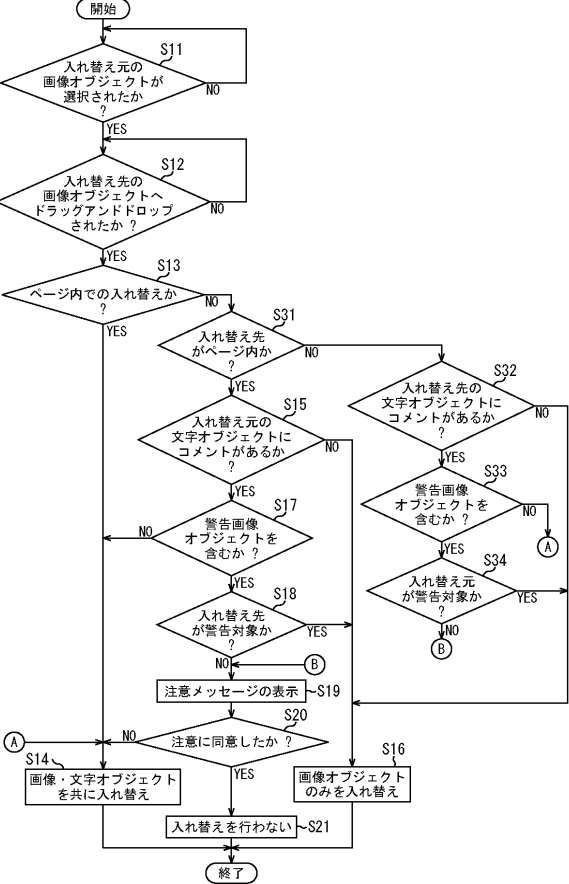 開始
S11
入れ替え元の
画像オブジェクトが
選択されたか
？
NO
YES
S12
入れ替え先の
画像オブジェクトへ
ドラッグアンドドロップ
されたか ？
NO
YES
S13
ページ内での入れ替えか
？
NO
YES
S31
入れ替え先
がページ内か
？
NO
YES
S32
入れ替え先の
文字オブジェクトに
コメントがあるか
？
NO
YES
S15
入れ替え元の
文字オブジェクトに
コメントがあるか
？
NO
YES
S33
警告画像
オブジェクトを
含むか ？
NO
A
YES
S17
警告画像
オブジェクトを
含むか ？
NO
YES
S34
入れ替え元
が警告対象か
？
YES
NO
B
S18
入れ替え先
が警告対象か
？
YES
NO
B
注意メッセージの表示
S19
S20
注意に同意したか ？
NO
YES
A
S14
画像・文字オブジェクト
を共に入れ替え
S16
画像オブジェクト
のみを入れ替え
入れ替えを行わない
S21
終了